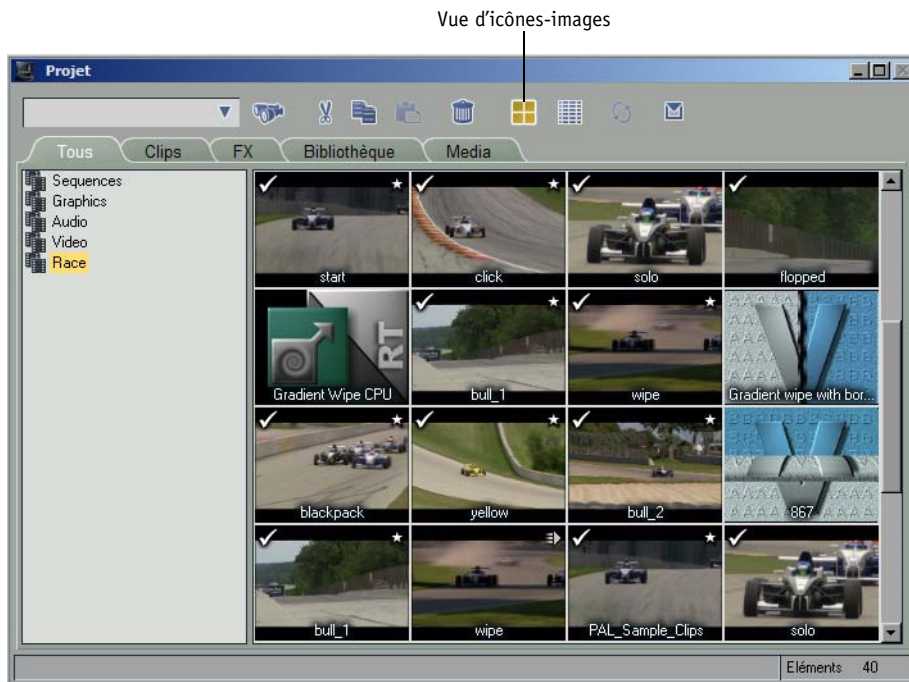 Vue d'icônes-images
Projet
Tous Clips FX Bibliothèque Media
Sequences
Graphics
Audio
Video
Race
start click solo flopped
RT
Gradient Wipe CPU bull_1 wipe Gradient wipe with bor...
blackpack yellow bull_2 867
bull_1 wipe PAL_Sample_Clips solo
Eléments 40